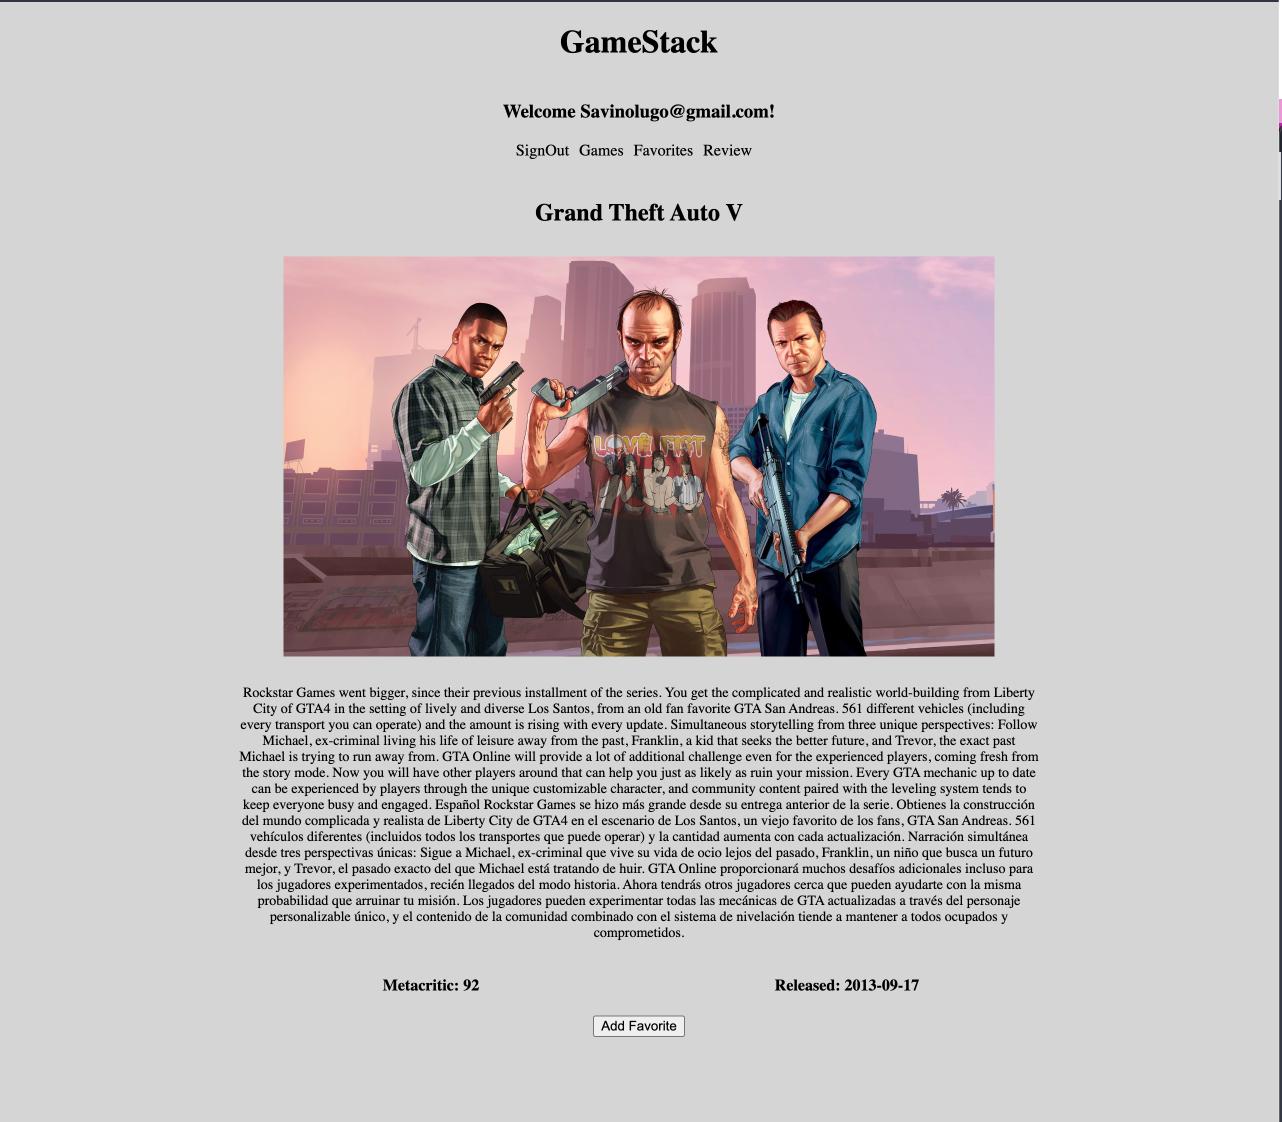 GameStack
Welcome Savinolugo@gmail.com!
SignOut Games Favorites Review
Grand Theft Auto V
LOVE FIST
Rockstar Games went bigger, since their previous installment of the series. You get the complicated and realistic world-building from Liberty
City of GTA4 in the setting of lively and diverse Los Santos, from an old fan favorite GTA San Andreas. 561 different vehicles (including
every transport you can operate) and the amount is rising with every update. Simultaneous storytelling from three unique perspectives: Follow
Michael, ex-criminal living his life of leisure away from the past, Franklin, a kid that seeks the better future, and Trevor, the exact past
Michael is trying to run away from. GTA Online will provide a lot of additional challenge even for the experienced players, coming fresh from
the story mode. Now you will have other players around that can help you just as likely as ruin your mission. Every GTA mechanic up to date
can be experienced by players through the unique customizable character, and community content paired with the leveling system tends to
keep everyone busy and engaged. Español Rockstar Games se hizo más grande desde su entrega anterior de la serie. Obtienes la construcción
del mundo complicada y realista de Liberty City de GTA4 en el escenario de Los Santos, un viejo favorito de los fans, GTA San Andreas. 561
vehículos diferentes (incluidos todos los transportes que puede operar) y la cantidad aumenta con cada actualización. Narración simultánea
desde tres perspectivas únicas: Sigue a Michael, ex-criminal que vive su vida de ocio lejos del pasado, Franklin, un niño que busca un futuro
mejor, y Trevor, el pasado exacto del que Michael está tratando de huir. GTA Online proporcionará muchos desafíos adicionales incluso para
los jugadores experimentados, recién llegados del modo historia. Ahora tendrás otros jugadores cerca que pueden ayudarte con la misma
probabilidad que arruinar tu misión. Los jugadores pueden experimentar todas las mecánicas de GTA actualizadas a través del personaje
personalizable único, y el contenido de la comunidad combinado con el sistema de nivelación tiende a mantener a todos ocupados y
comprometidos.
Metacritic: 92
Released: 2013-09-17
Add Favorite